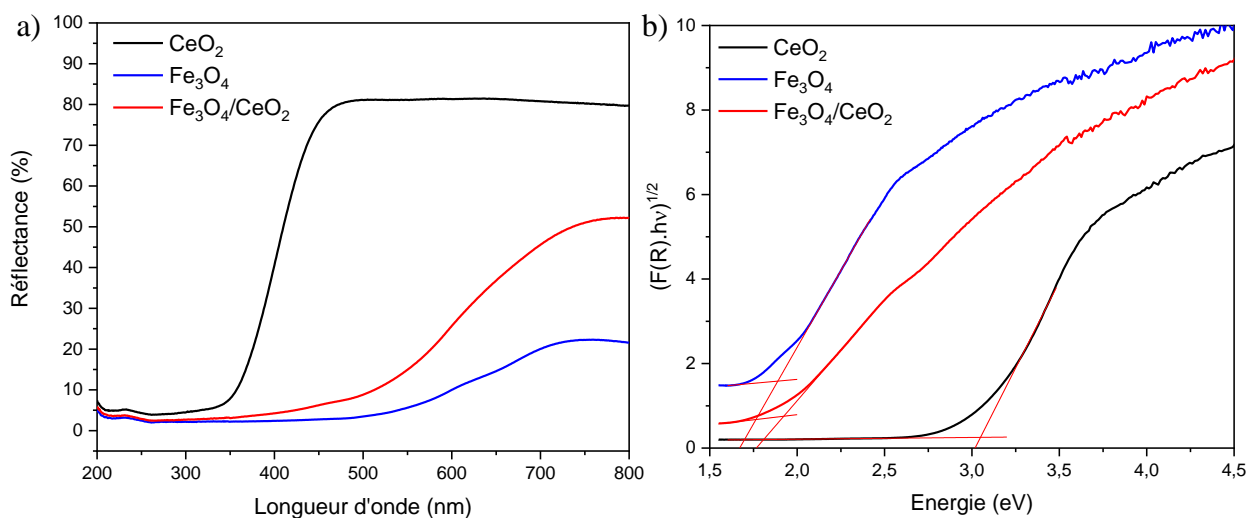 a)
100
90
80
70
60
50
40
30
20
10
0
Réflectance (%)
CeO₂
Fe₃O₄
Fe₃O₄/CeO₂
200 300 400 500 600 700 800
Longueur d'onde (nm)
b)
10
8
6
4
2
0
(F(R).hν)^1/2
CeO₂
Fe₃O₄
Fe₃O₄/CeO₂
1,5 2,0 2,5 3,0 3,5 4,0 4,5
Energie (eV)